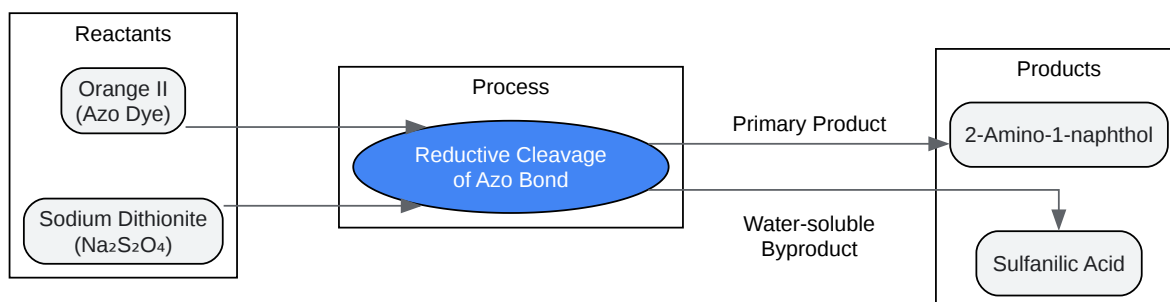 Reactants
Orange II
(Azo Dye)
Sodium Dithionite
(Na₂S₂O₄)
Process
Reductive Cleavage
of Azo Bond
Primary Product
Water-soluble
Byproduct
Products
2-Amino-1-naphthol
Sulfanilic Acid